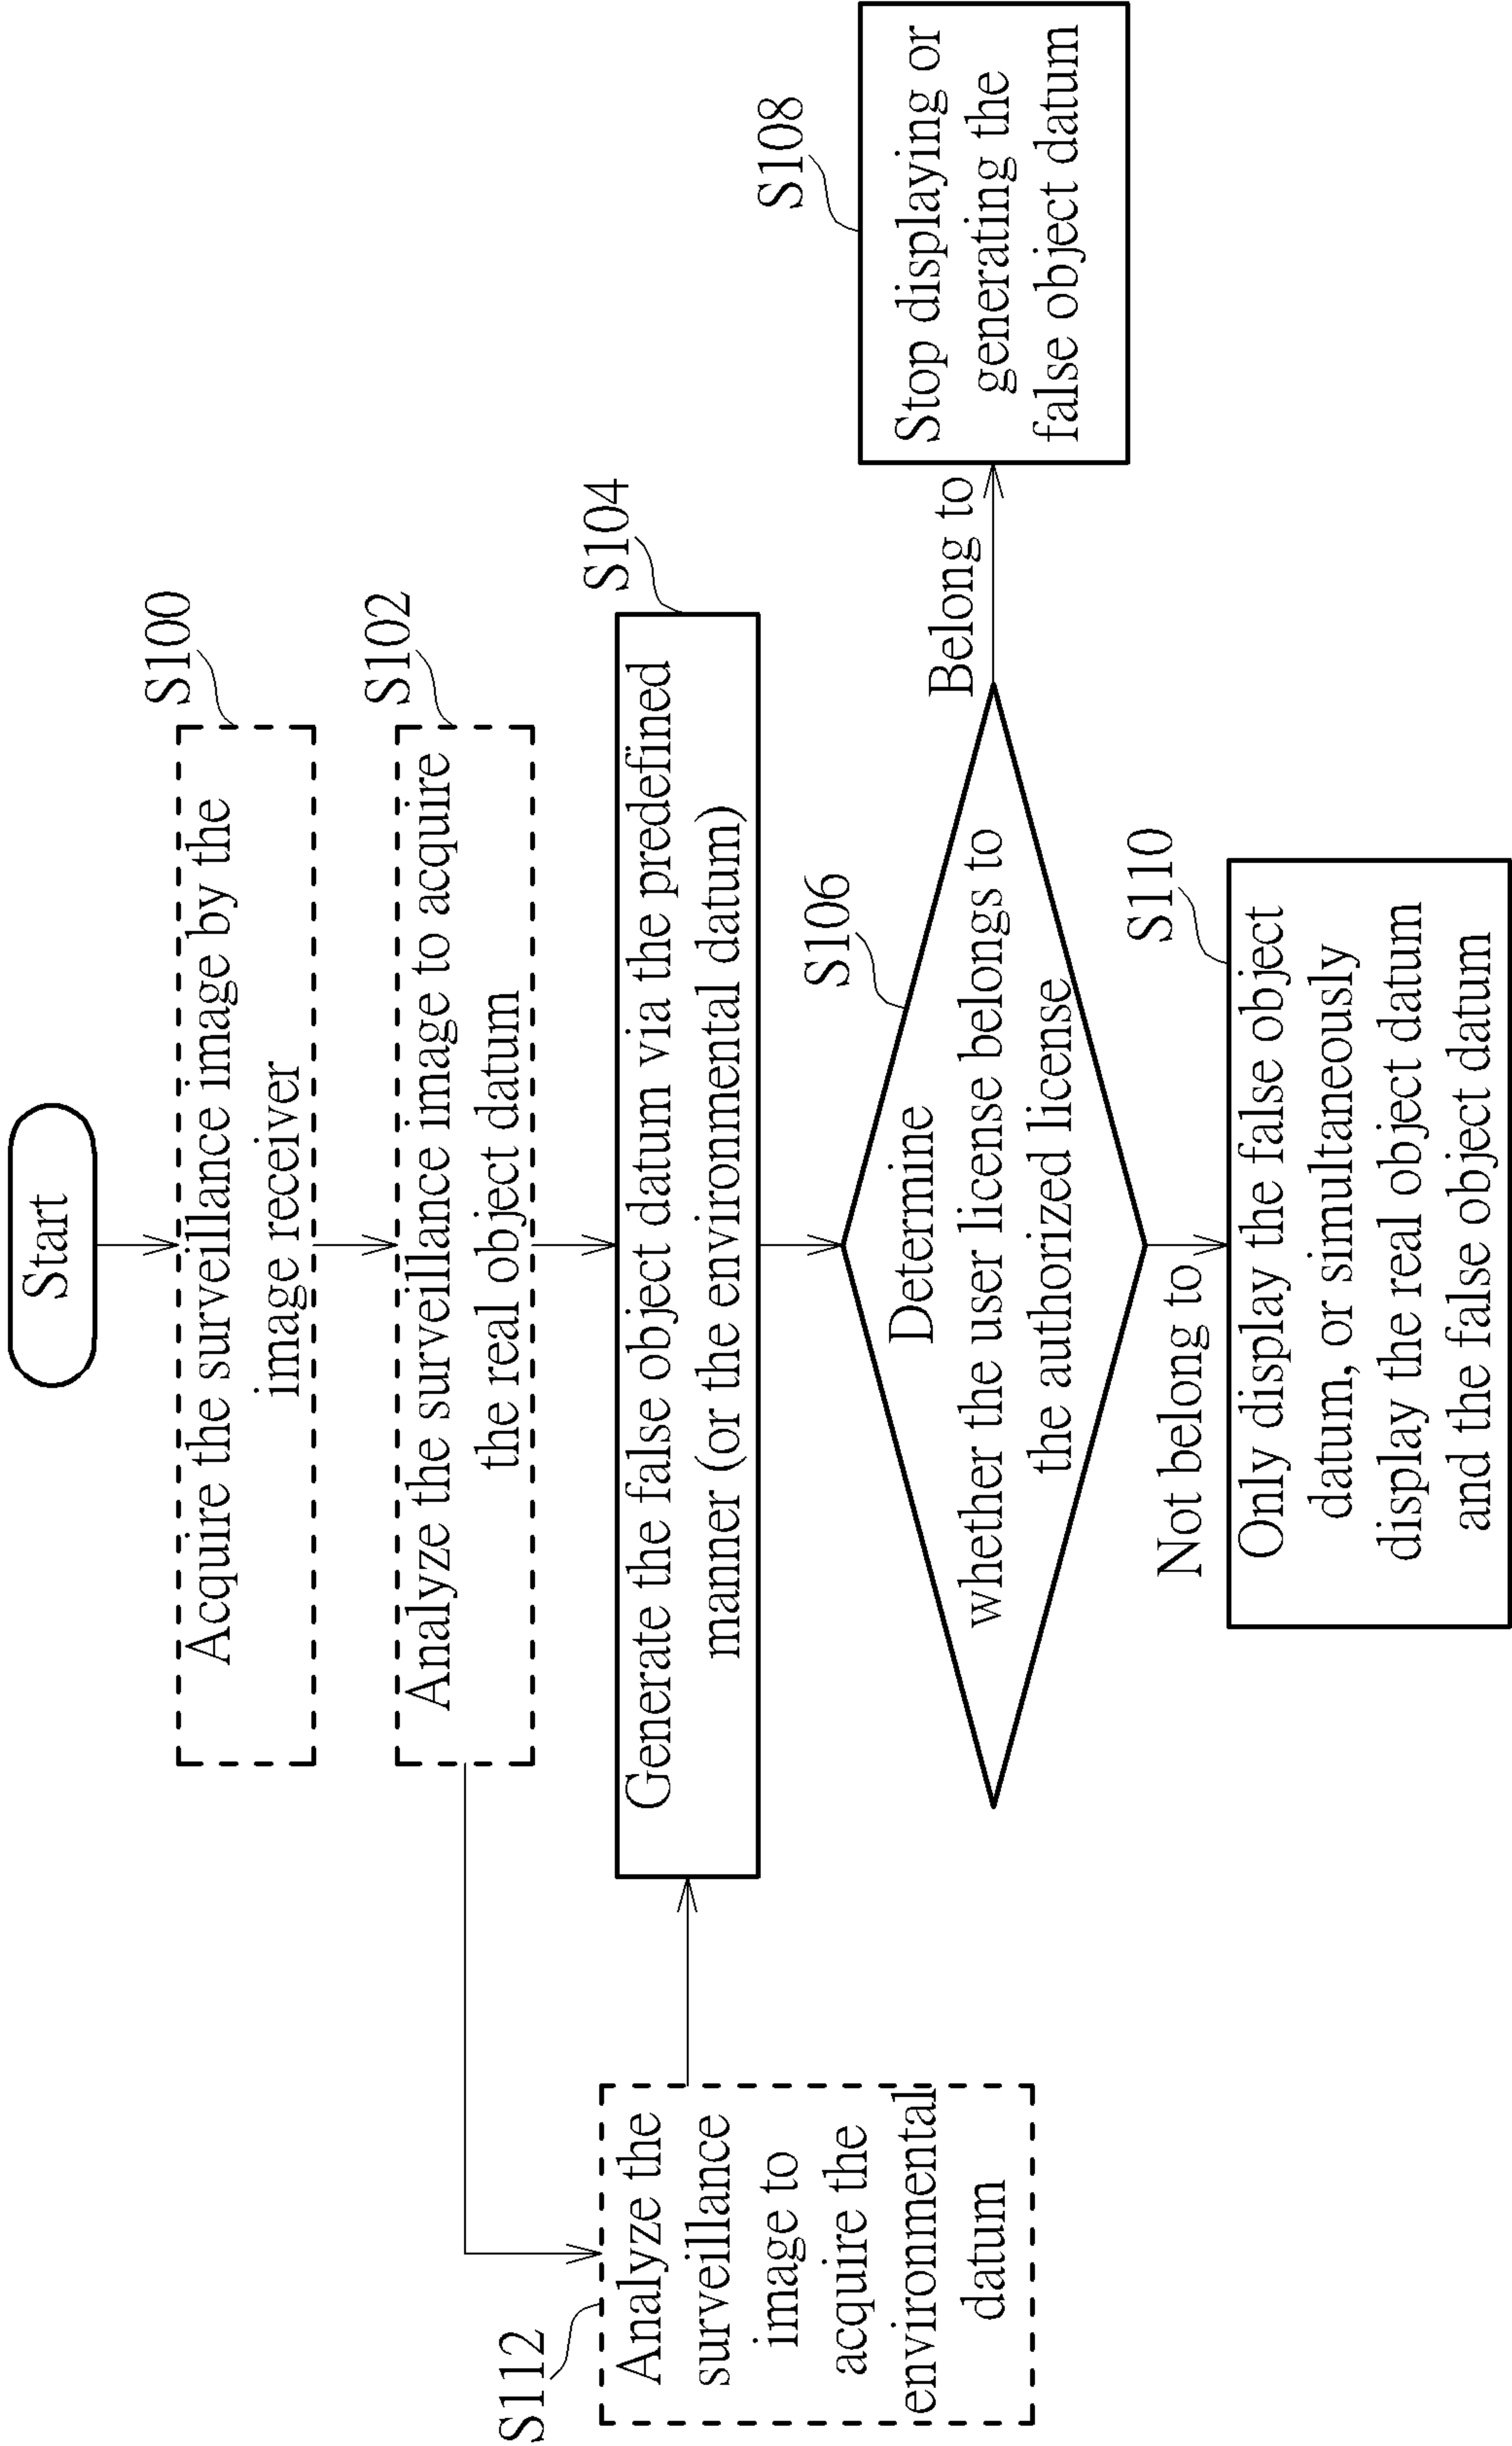 Start
S100
Acquire the surveillance image by the
image receiver
S102
Analyze the surveillance image to acquire
the real object datum
S112
Analyze the
surveillance
image to
acquire the
environmental
datum
S104
Generate the false object datum via the predefined
manner (or the environmental datum)
S106
Determine
whether the user license belongs to
the authorized license
Belong to
S108
Stop displaying or
generating the
false object datum
Not belong to
S110
Only display the false object
datum, or simultaneously
display the real object datum
and the false object datum